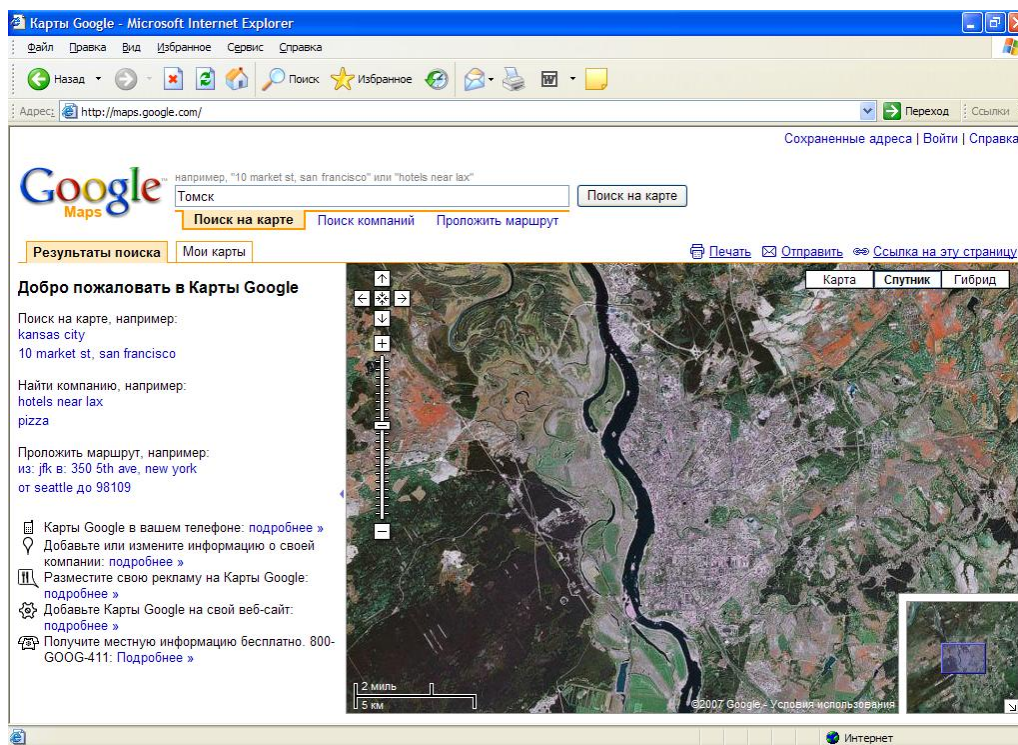 Карты Google - Microsoft Internet Explorer
Файл Правка Вид Избранное Сервис Справка
Назад Поиск Избранное
Адрес: http://maps.google.com/ Переход Ссылки
Сохраненные адреса | Войти | Справка
например, "10 market st, san francisco" или "hotels near lax"
Google™ Maps
Томск Поиск на карте
Поиск на карте Поиск компаний Проложить маршрут
Результаты поиска Мои карты Печать Отправить Ссылка на эту страницу
Добро пожаловать в Карты Google
Карта Спутник Гибрид
Поиск на карте, например:
kansas city
10 market st, san francisco
Найти компанию, например:
hotels near lax
pizza
Проложить маршрут, например:
из: jfk в: 350 5th ave, new york
от seattle до 98109
Карты Google в вашем телефоне: подробнее »
Добавьте или измените информацию о своей
компании: подробнее »
Разместите свою рекламу на Карты Google:
подробнее »
Добавьте Карты Google на свой веб-сайт:
подробнее »
Получите местную информацию бесплатно. 800-
GOOG-411: Подробнее »
2 миль
5 км
©2007 Google - Условия использования
Интернет